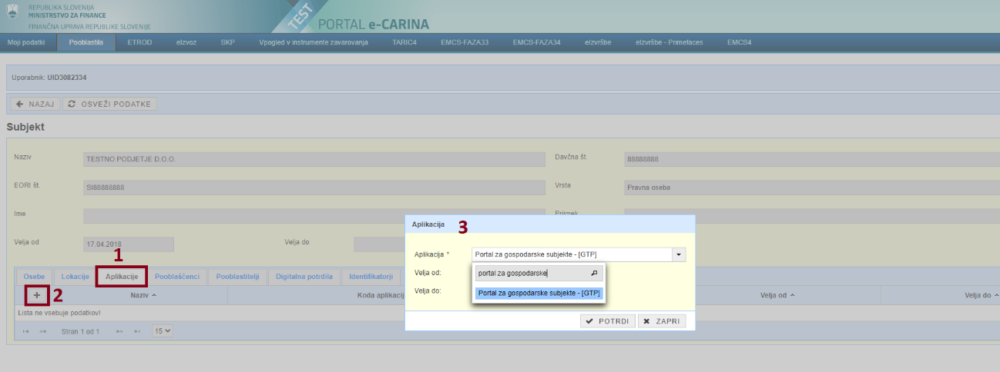 REPUBLIKA SLOVENIJA
MINISTRSTVO ZA FINANCE
FINANČNA UPRAVA REPUBLIKE SLOVENIJE
TEST
PORTAL e-CARINA
Moji podatki Pooblastila ETROD eIzvoz SKP Vpogled v instrumente zavarovanja TARIC4 EMCS-FAZA33 EMCS-FAZA34 eIzvršbe eIzvršbe - Primefaces EMCS4
Uporabnik: UID3082334
NAZAJ OSVEŽI PODATKE
Subjekt
Naziv TESTNO PODJETJE D.O.O. Davčna št. 88888888
EORI št. SI88888888 Vrsta Pravna oseba
Ime Priimek
Velja od 17.04.2018 Velja do
1
Osebe Lokacije Aplikacije Pooblaščenci Pooblastitelji Digitalna potrdila Identifikatorji
+ 2 Naziv Koda aplikacij Velja od Velja do
Lista ne vsebuje podatkov!
Stran 1 od 1 15
Aplikacija 3
Aplikacija * Portal za gospodarske subjekte - [GTP]
Velja od: portal za gospodarske
Velja do: Portal za gospodarske subjekte - [GTP]
POTRDI ZAPRI